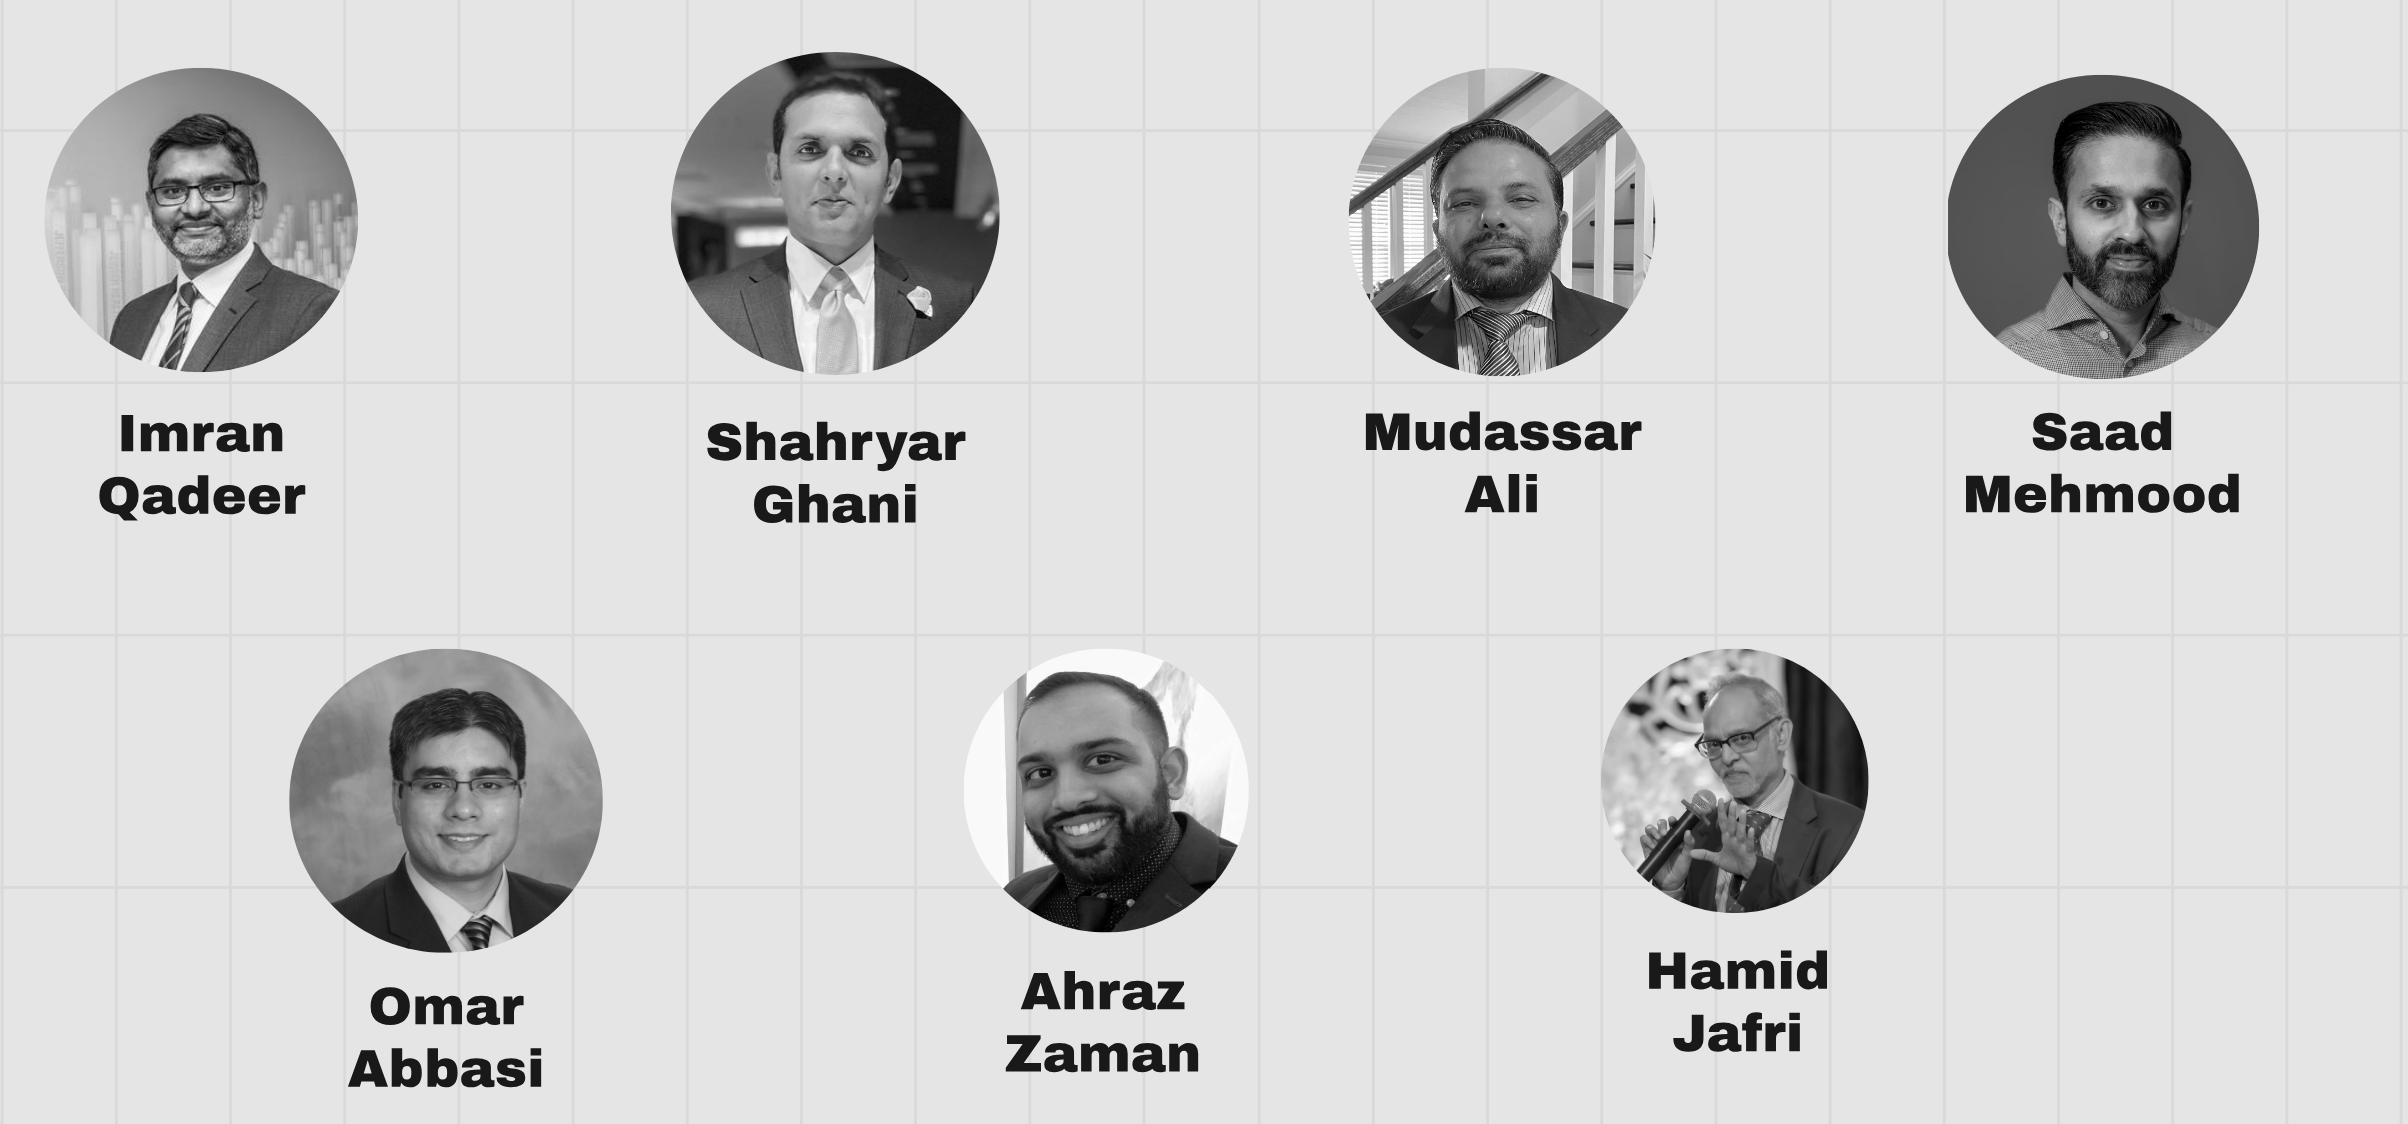 Imran
Qadeer
Shahryar
Ghani
Mudassar
Ali
Saad
Mehmood
Omar
Abbasi
Ahraz
Zaman
Hamid
Jafri